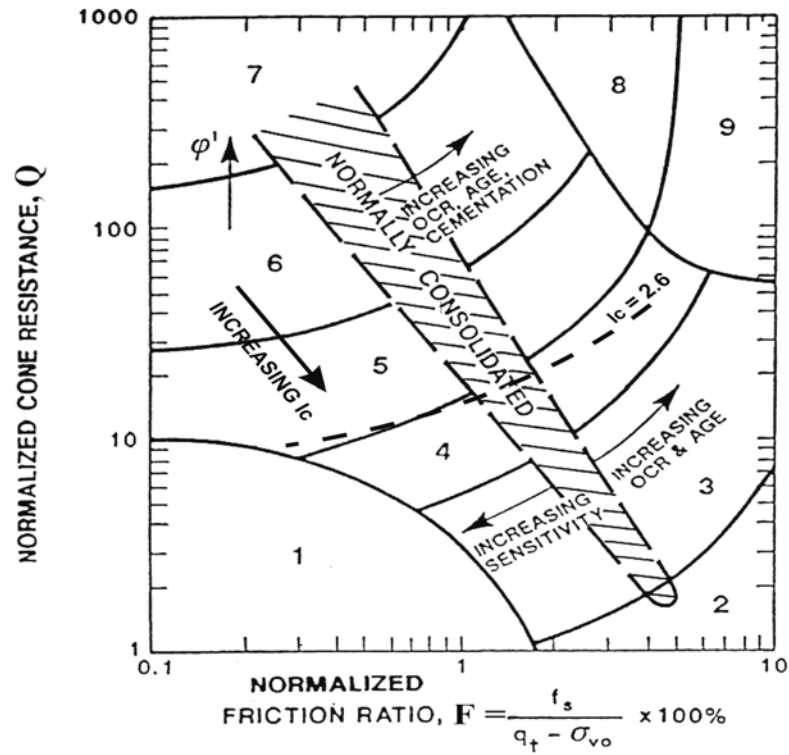 1000
7
8
9
φ'
NORMALLY CONSOLIDATED
INCREASING
OCR, AGE,
CEMENTATION
NORMALIZED CONE RESISTANCE, Q
100
6
INCREASING Ic
5
Ic = 2.6
10
4
INCREASING
OCR & AGE
3
INCREASING
SENSITIVITY
1
2
1
0.1
1
10
NORMALIZED
FRICTION RATIO, F = fs / (qt - σvo) x 100%